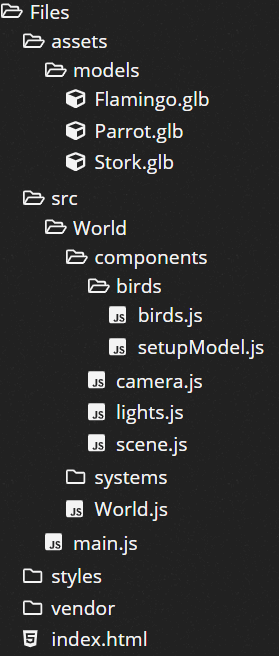 Files
assets
models
Flamingo.glb
Parrot.glb
Stork.glb
src
World
components
birds
JS birds.js
JS setupModel.js
JS camera.js
JS lights.js
JS scene.js
systems
JS World.js
JS main.js
styles
vendor
5 index.html